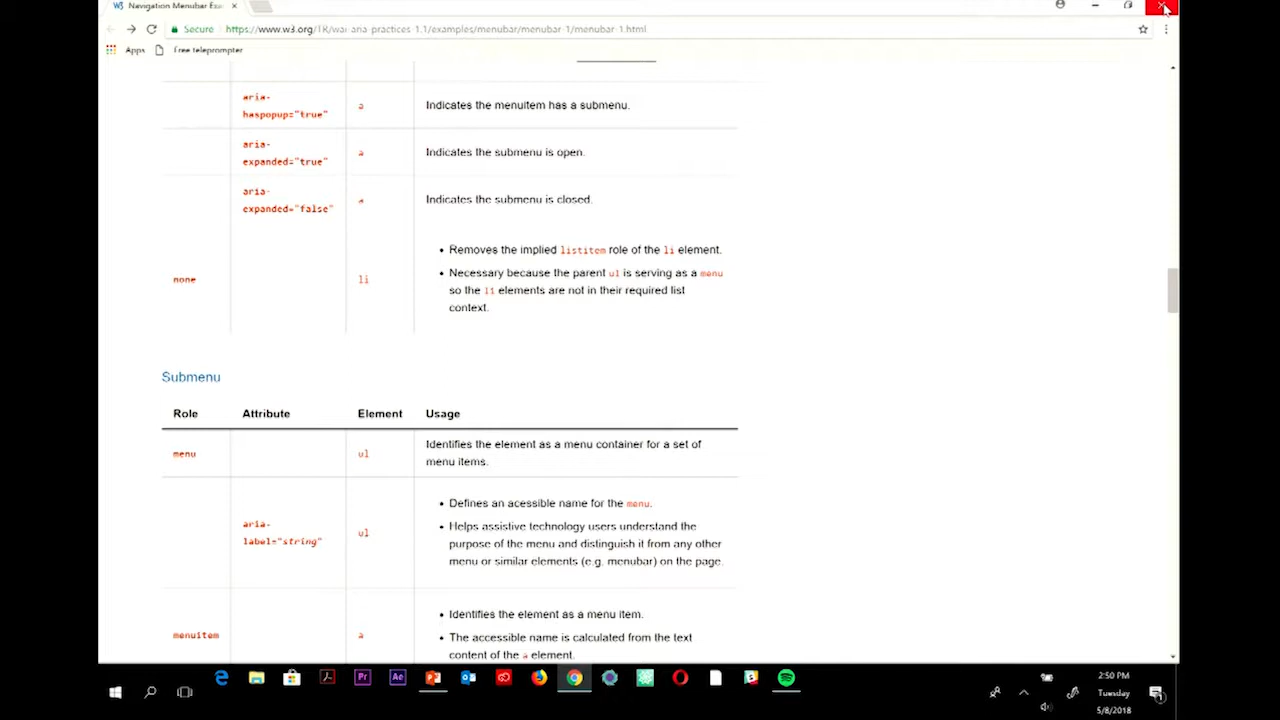 Navigation Menubar Exa
Secure
https://www.w3.org/TR/wai-aria-practices-1.1/examples/menubar/menubar-1/menubar-1.html
Apps
Free teleprompter
aria-
haspopup="true"
a
Indicates the menuitem has a submenu.
aria-
expanded="true"
a
Indicates the submenu is open.
aria-
expanded="false"
a
Indicates the submenu is closed.
none
li
• Removes the implied listitem role of the li element.
• Necessary because the parent ul is serving as a menu
so the li elements are not in their required list
context.
Submenu
Role Attribute Element Usage
menu
ul
Identifies the element as a menu container for a set of
menu items.
aria-
label="string"
ul
• Defines an acessible name for the menu.
• Helps assistive technology users understand the
purpose of the menu and distinguish it from any other
menu or similar elements (e.g. menubar) on the page.
menuitem
a
• Identifies the element as a menu item.
• The accessible name is calculated from the text
content of the a element.
Pr
Ae
2:50 PM
Tuesday
5/8/2018